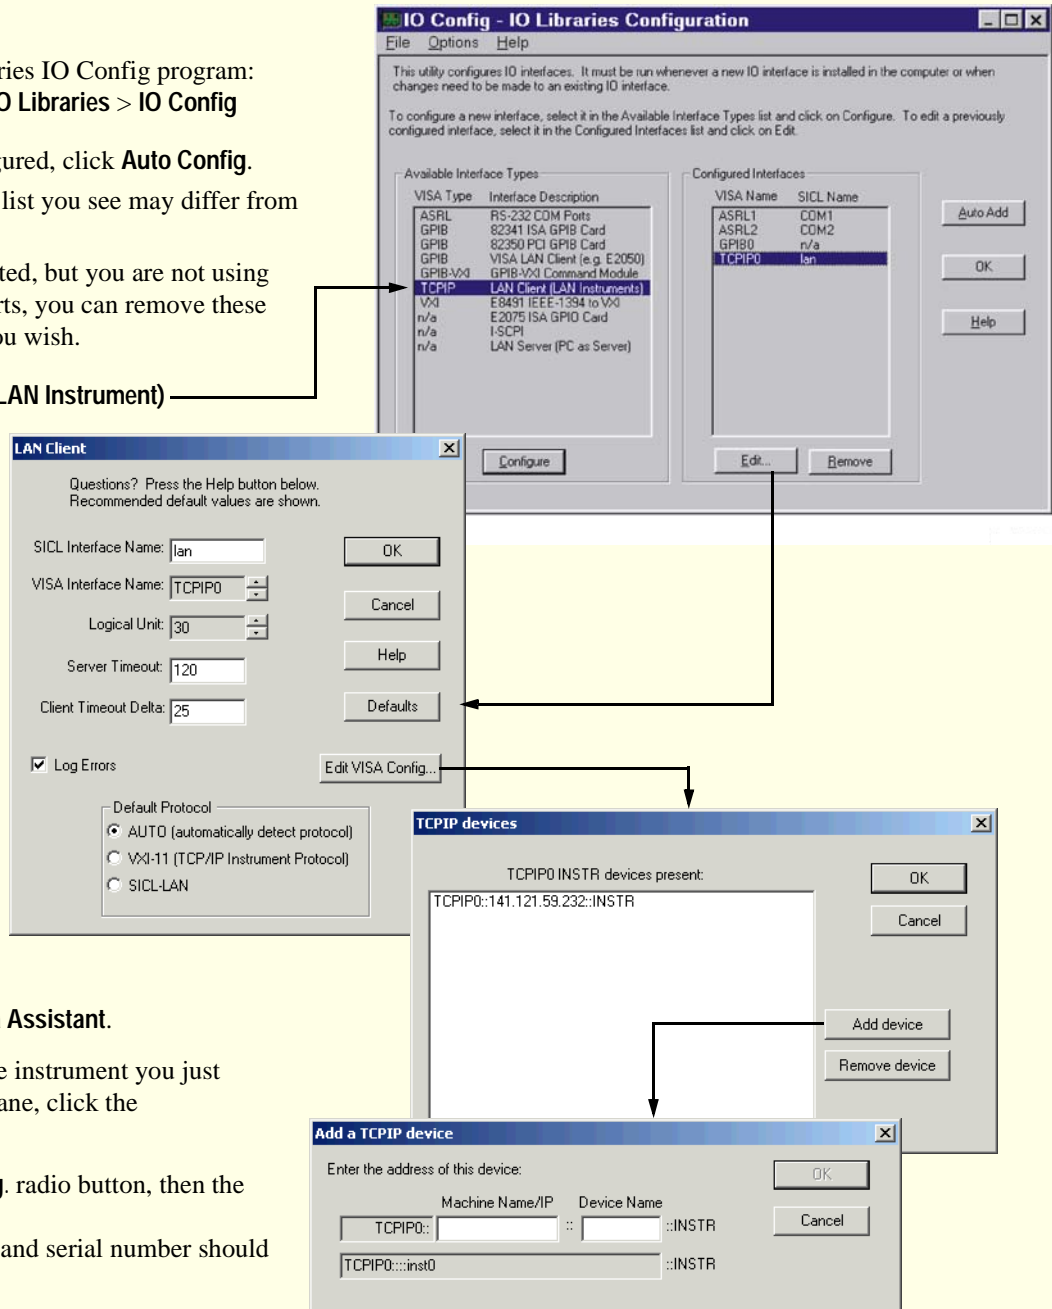 IO Config - IO Libraries Configuration
File Options Help
This utility configures IO interfaces. It must be run whenever a new IO interface is installed in the computer or when
changes need to be made to an existing IO interface.
To configure a new interface, select it in the Available Interface Types list and click on Configure. To edit a previously
configured interface, select it in the Configured Interfaces list and click on Edit.
Available Interface Types
VISA Type Interface Description
ASRL RS-232 COM Ports
GPIB 82341 ISA GPIB Card
GPIB 82350 PCI GPIB Card
GPIB VISA LAN Client (e.g. E2050)
GPIB-VXI GPIB-VXI Command Module
TCPIP LAN Client (LAN Instruments)
VXI E8491 IEEE-1394 to VXI
n/a E2075 ISA GPIO Card
n/a I-SCPI
n/a LAN Server (PC as Server)
Configure
Configured Interfaces
VISA Name SICL Name
ASRL1 COM1
ASRL2 COM2
GPIB0 n/a
TCPIP0 lan
Edit... Remove
Auto Add
OK
Help
ries IO Config program:
O Libraries > IO Config
gured, click Auto Config.
list you see may differ from
ted, but you are not using
rts, you can remove these
ou wish.
LAN Instrument)
LAN Client
Questions? Press the Help button below.
Recommended default values are shown.
SICL Interface Name: lan
VISA Interface Name: TCPIP0
Logical Unit: 30
Server Timeout: 120
Client Timeout Delta: 25
OK
Cancel
Help
Defaults
Log Errors
Edit VISA Config...
Default Protocol
AUTO (automatically detect protocol)
VXI-11 (TCP/IP Instrument Protocol)
SICL-LAN
TCPIP devices
TCPIP0 INSTR devices present:
TCPIP0::141.121.59.232::INSTR
OK
Cancel
Add device
Remove device
Assistant.
e instrument you just
ane, click the
g. radio button, then the
and serial number should
Add a TCPIP device
Enter the address of this device:
Machine Name/IP Device Name
TCPIP0:: :: ::INSTR
TCPIP0::::inst0 ::INSTR
OK
Cancel